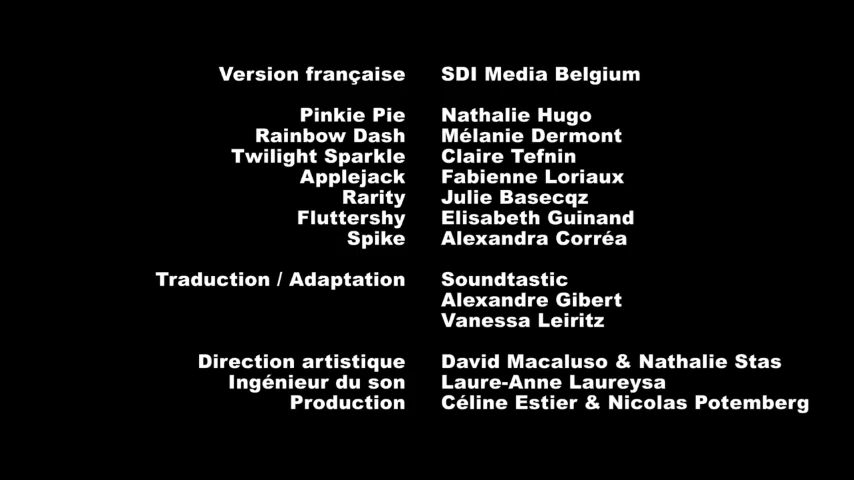 Version française SDI Media Belgium
Pinkie Pie Nathalie Hugo
Rainbow Dash Mélanie Dermont
Twilight Sparkle Claire Tefnin
Applejack Fabienne Loriaux
Rarity Julie Basecqz
Fluttershy Elisabeth Guinand
Spike Alexandra Corréa
Traduction / Adaptation Soundtastic
Alexandre Gibert
Vanessa Leiritz
Direction artistique David Macaluso & Nathalie Stas
Ingénieur du son Laure-Anne Laureysa
Production Céline Estier & Nicolas Potemberg